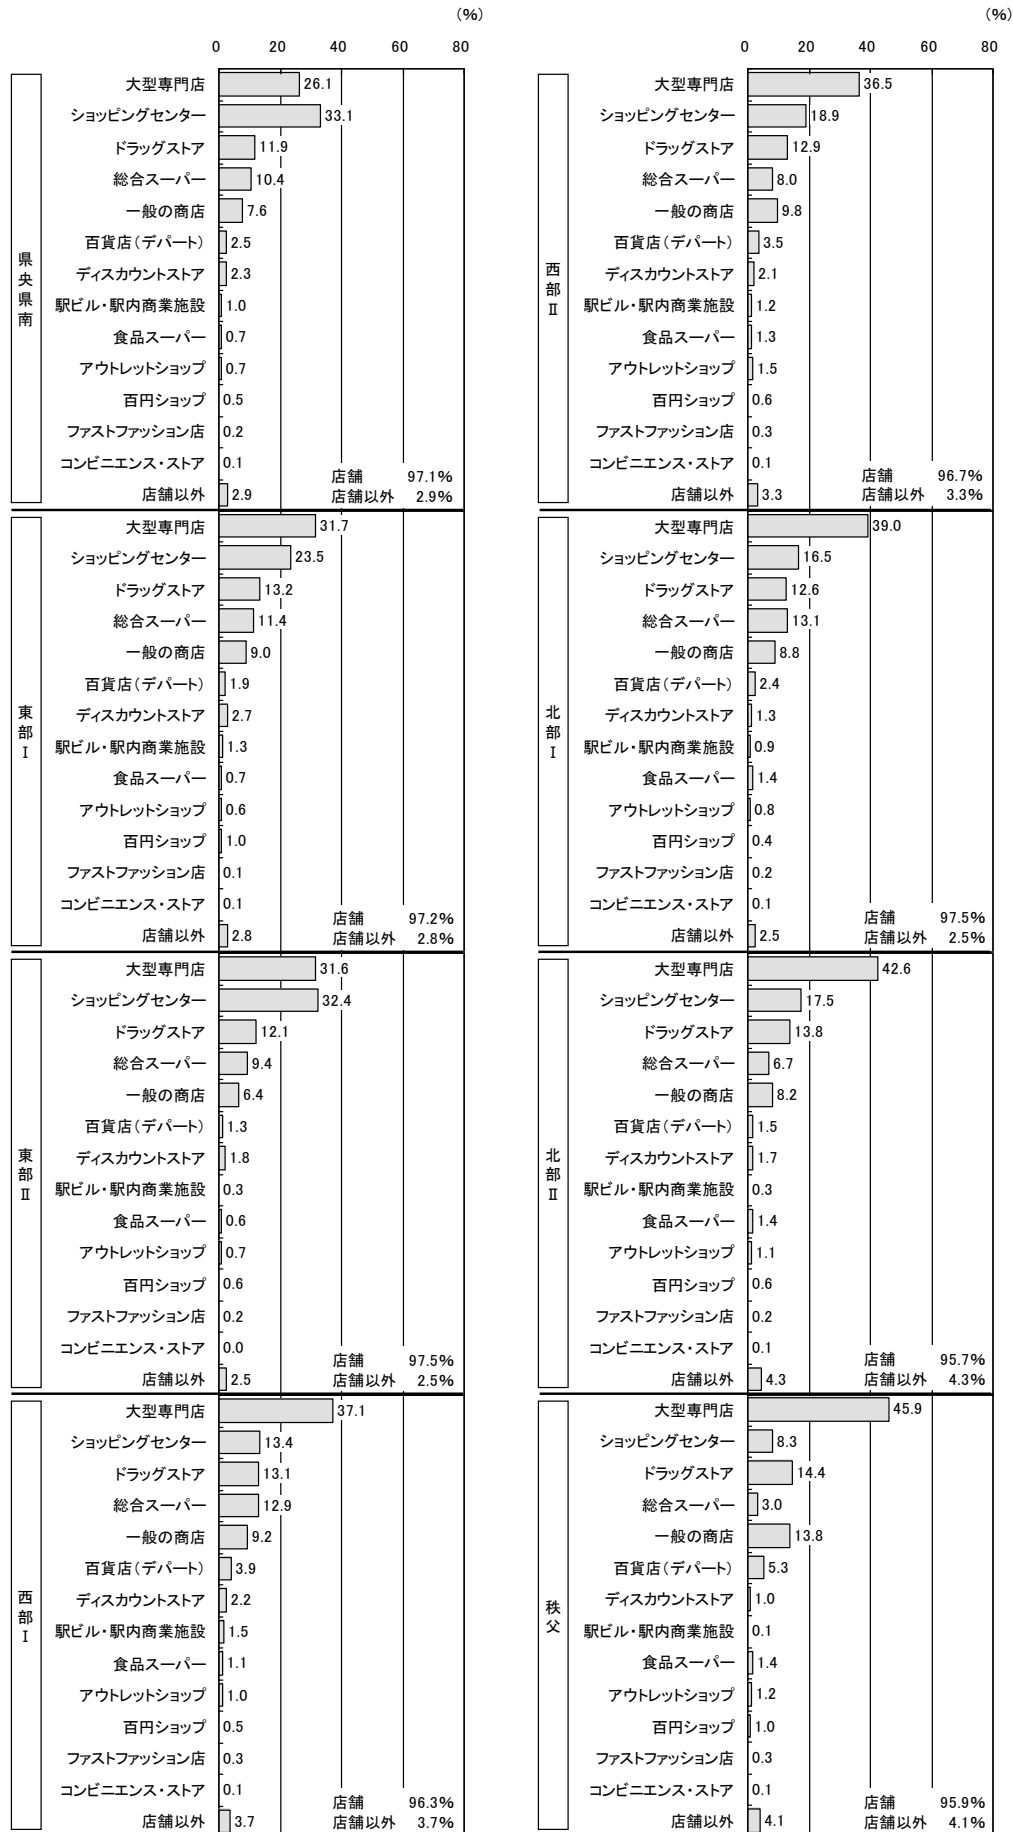 (%)
0 20 40 60 80
県央県南
大型専門店 26.1
ショッピングセンター 33.1
ドラッグストア 11.9
総合スーパー 10.4
一般の商店 7.6
百貨店(デパート) 2.5
ディスカウントストア 2.3
駅ビル・駅内商業施設 1.0
食品スーパー 0.7
アウトレットショップ 0.7
百円ショップ 0.5
ファストファッション店 0.2
コンビニエンス・ストア 0.1
店舗以外 2.9
店舗 97.1%
店舗以外 2.9%
東部Ⅰ
大型専門店 31.7
ショッピングセンター 23.5
ドラッグストア 13.2
総合スーパー 11.4
一般の商店 9.0
百貨店(デパート) 1.9
ディスカウントストア 2.7
駅ビル・駅内商業施設 1.3
食品スーパー 0.7
アウトレットショップ 0.6
百円ショップ 1.0
ファストファッション店 0.1
コンビニエンス・ストア 0.1
店舗以外 2.8
店舗 97.2%
店舗以外 2.8%
東部Ⅱ
大型専門店 31.6
ショッピングセンター 32.4
ドラッグストア 12.1
総合スーパー 9.4
一般の商店 6.4
百貨店(デパート) 1.3
ディスカウントストア 1.8
駅ビル・駅内商業施設 0.3
食品スーパー 0.6
アウトレットショップ 0.7
百円ショップ 0.6
ファストファッション店 0.2
コンビニエンス・ストア 0.0
店舗以外 2.5
店舗 97.5%
店舗以外 2.5%
西部Ⅰ
大型専門店 37.1
ショッピングセンター 13.4
ドラッグストア 13.1
総合スーパー 12.9
一般の商店 9.2
百貨店(デパート) 3.9
ディスカウントストア 2.2
駅ビル・駅内商業施設 1.5
食品スーパー 1.1
アウトレットショップ 1.0
百円ショップ 0.5
ファストファッション店 0.3
コンビニエンス・ストア 0.1
店舗以外 3.7
店舗 96.3%
店舗以外 3.7%
(%)
0 20 40 60 80
西部Ⅱ
大型専門店 36.5
ショッピングセンター 18.9
ドラッグストア 12.9
総合スーパー 8.0
一般の商店 9.8
百貨店(デパート) 3.5
ディスカウントストア 2.1
駅ビル・駅内商業施設 1.2
食品スーパー 1.3
アウトレットショップ 1.5
百円ショップ 0.6
ファストファッション店 0.3
コンビニエンス・ストア 0.1
店舗以外 3.3
店舗 96.7%
店舗以外 3.3%
北部Ⅰ
大型専門店 39.0
ショッピングセンター 16.5
ドラッグストア 12.6
総合スーパー 13.1
一般の商店 8.8
百貨店(デパート) 2.4
ディスカウントストア 1.3
駅ビル・駅内商業施設 0.9
食品スーパー 1.4
アウトレットショップ 0.8
百円ショップ 0.4
ファストファッション店 0.2
コンビニエンス・ストア 0.1
店舗以外 2.5
店舗 97.5%
店舗以外 2.5%
北部Ⅱ
大型専門店 42.6
ショッピングセンター 17.5
ドラッグストア 13.8
総合スーパー 6.7
一般の商店 8.2
百貨店(デパート) 1.5
ディスカウントストア 1.7
駅ビル・駅内商業施設 0.3
食品スーパー 1.4
アウトレットショップ 1.1
百円ショップ 0.6
ファストファッション店 0.2
コンビニエンス・ストア 0.1
店舗以外 4.3
店舗 95.7%
店舗以外 4.3%
秩父
大型専門店 45.9
ショッピングセンター 8.3
ドラッグストア 14.4
総合スーパー 3.0
一般の商店 13.8
百貨店(デパート) 5.3
ディスカウントストア 1.0
駅ビル・駅内商業施設 0.1
食品スーパー 1.4
アウトレットショップ 1.2
百円ショップ 1.0
ファストファッション店 0.3
コンビニエンス・ストア 0.1
店舗以外 4.1
店舗 95.9%
店舗以外 4.1%